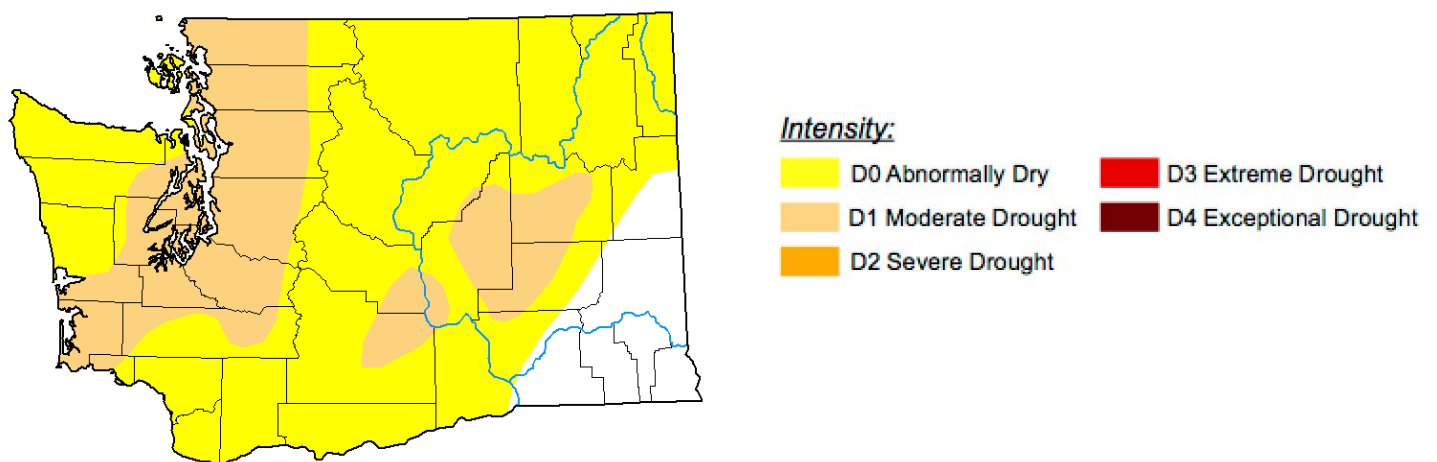 Intensity:
D0 Abnormally Dry
D1 Moderate Drought
D2 Severe Drought
D3 Extreme Drought
D4 Exceptional Drought